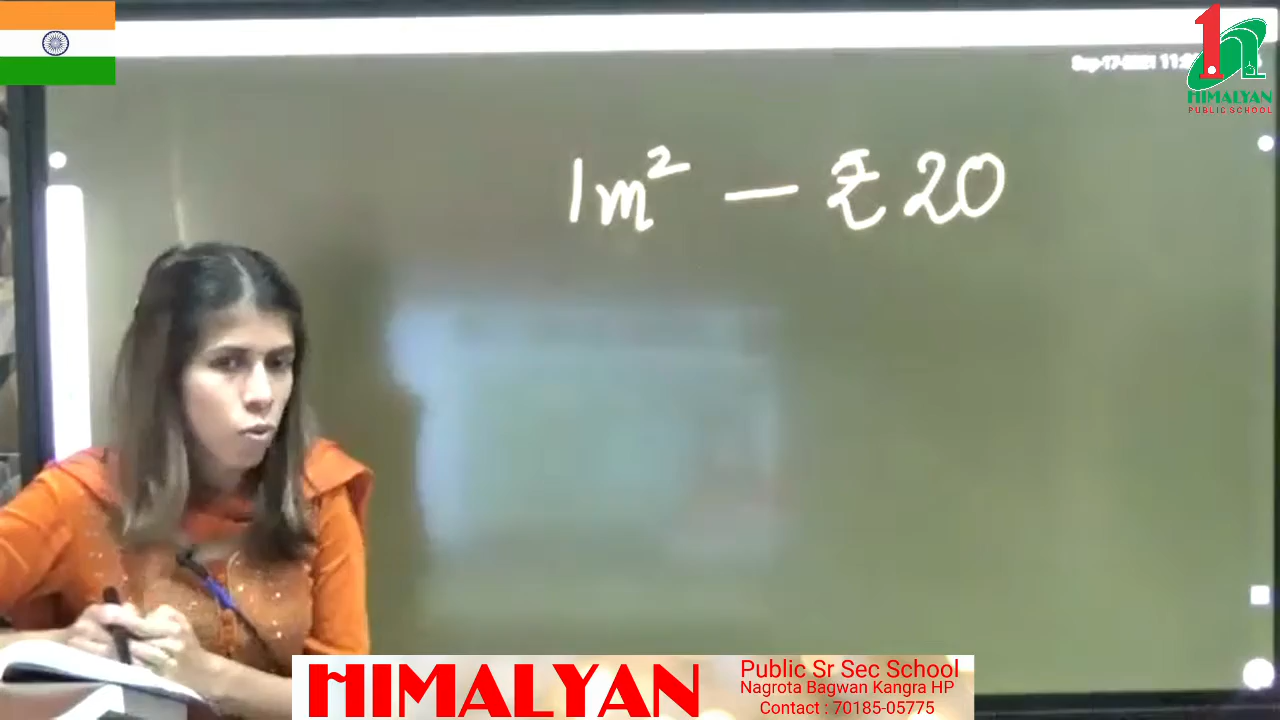 1m² — ₹ 20
HIMALYAN
PUBLIC SCHOOL
HIMALYAN
Public Sr Sec School
Nagrota Bagwan Kangra HP
Contact : 70185-05775